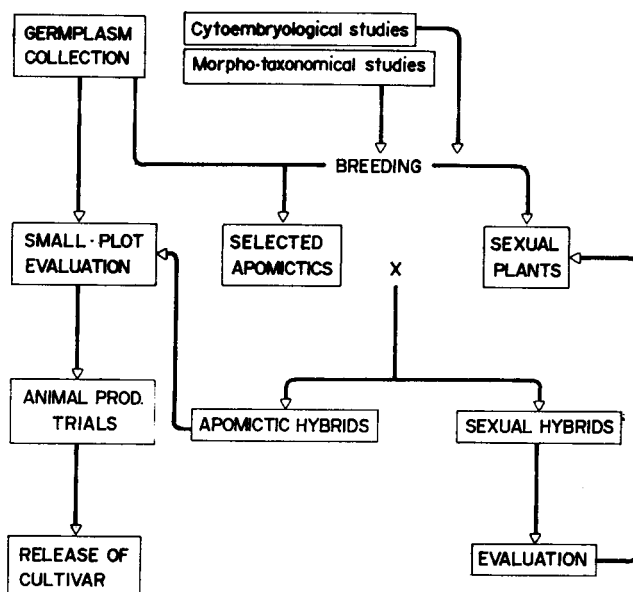 GERMPLASM
COLLECTION
Cytoembryological studies
Morpho-taxonomical studies
BREEDING
SMALL-PLOT
EVALUATION
SELECTED
APOMICTICS
X
SEXUAL
PLANTS
ANIMAL PROD.
TRIALS
APOMICTIC HYBRIDS
SEXUAL HYBRIDS
RELEASE OF
CULTIVAR
EVALUATION